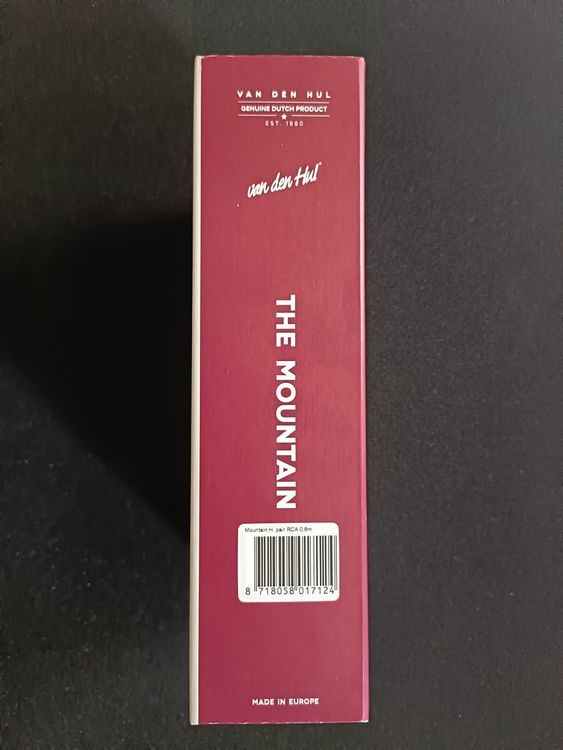 VAN DEN HUL
GENUINE DUTCH PRODUCT
EST. 1980
van den Hul®
THE MOUNTAIN
Mountain H. pair RCA 0,8m
8 718058 017124
MADE IN EUROPE